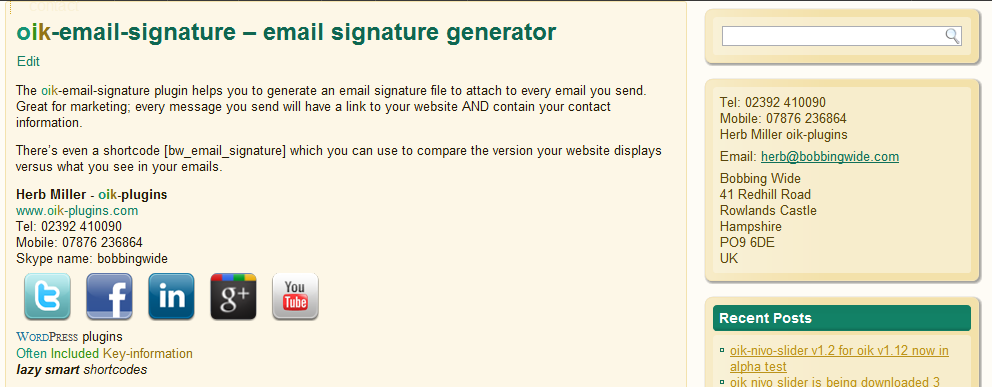 oik-email-signature – email signature generator
Edit
The oik-email-signature plugin helps you to generate an email signature file to attach to every email you send.
Great for marketing; every message you send will have a link to your website AND contain your contact
information.
There's even a shortcode [bw_email_signature] which you can use to compare the version your website displays
versus what you see in your emails.
Herb Miller - oik-plugins
www.oik-plugins.com
Tel: 02392 410090
Mobile: 07876 236864
Skype name: bobbingwide
t f in g+ You Tube
WordPress plugins
Often Included Key-information
lazy smart shortcodes
Tel: 02392 410090
Mobile: 07876 236864
Herb Miller oik-plugins
Email: herb@bobbingwide.com
Bobbing Wide
41 Redhill Road
Rowlands Castle
Hampshire
PO9 6DE
UK
Recent Posts
oik-nivo-slider v1.2 for oik v1.12 now in
alpha test
oik nivo slider is being downloaded 3